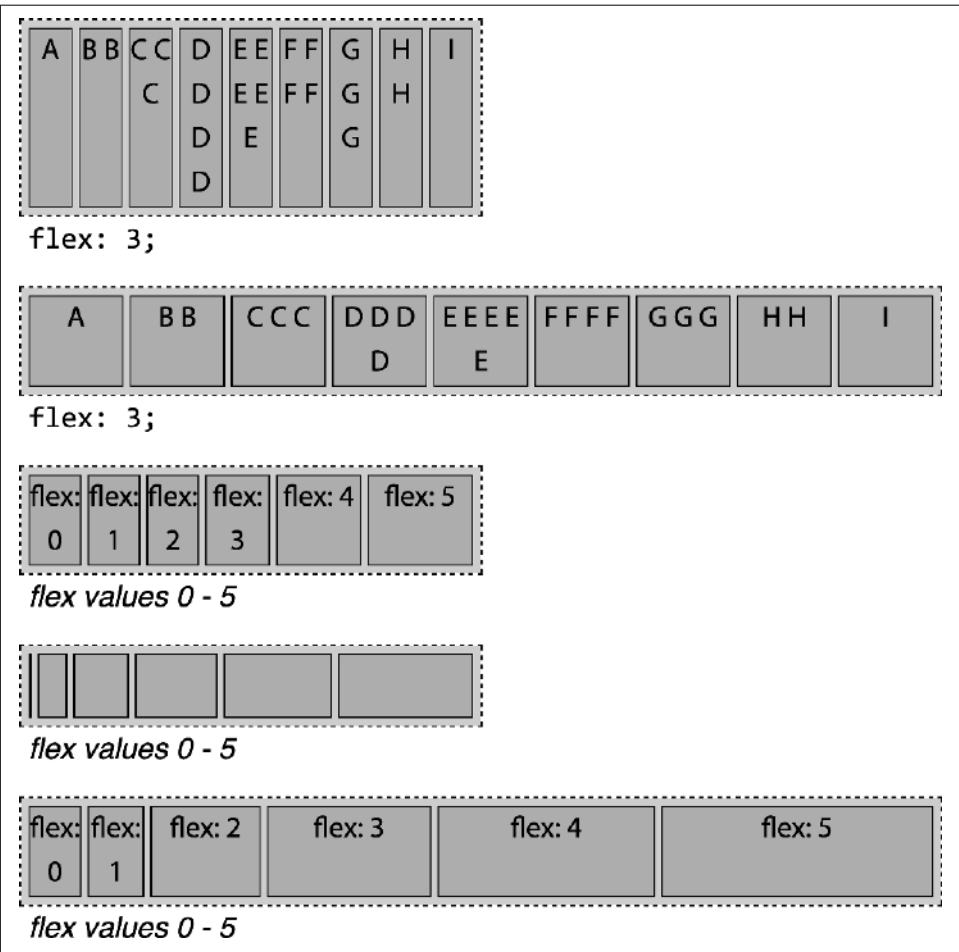 A BB CC D EE FF G H I
C D EE FF G H
D E G
D
flex: 3;
A BB CCC DDD EEEE FFFF GGG HH I
D E
flex: 3;
flex: flex: flex: flex: flex: 4 flex: 5
0 1 2 3
flex values 0 - 5
flex values 0 - 5
flex: flex: flex: 2 flex: 3 flex: 4 flex: 5
0 1
flex values 0 - 5